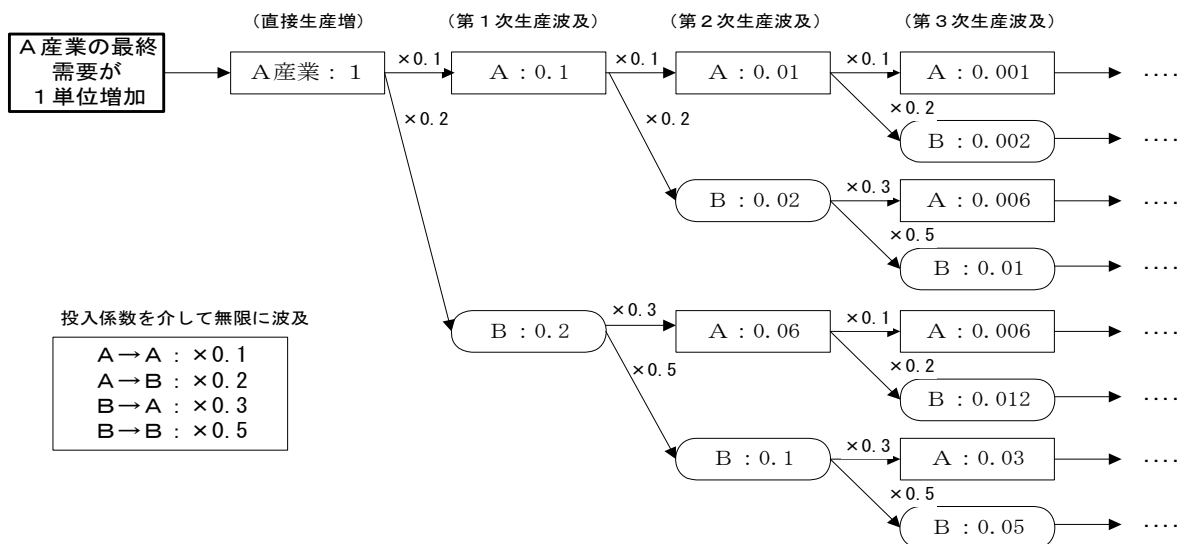 （直接生産増）
（第１次生産波及）
（第２次生産波及）
（第３次生産波及）
Ａ産業の最終
需要が
１単位増加
Ａ産業：１
×0.1
Ａ：0.1
×0.1
Ａ：0.01
×0.1
Ａ：0.001
････
×0.2
×0.2
×0.2
Ｂ：0.002
････
Ｂ：0.02
×0.3
Ａ：0.006
････
×0.5
Ｂ：0.01
････
投入係数を介して無限に波及
Ａ→Ａ：×0.1
Ａ→Ｂ：×0.2
Ｂ→Ａ：×0.3
Ｂ→Ｂ：×0.5
Ｂ：0.2
×0.3
Ａ：0.06
×0.1
Ａ：0.006
････
×0.5
×0.2
Ｂ：0.012
････
Ｂ：0.1
×0.3
Ａ：0.03
････
×0.5
Ｂ：0.05
････